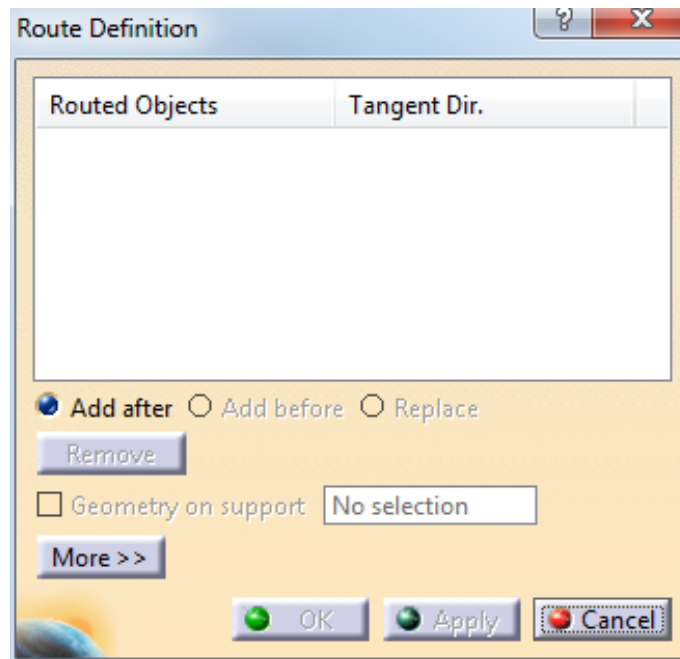 Route Definition
Routed Objects Tangent Dir.
Add after Add before Replace
Remove
Geometry on support No selection
More >>
OK Apply Cancel